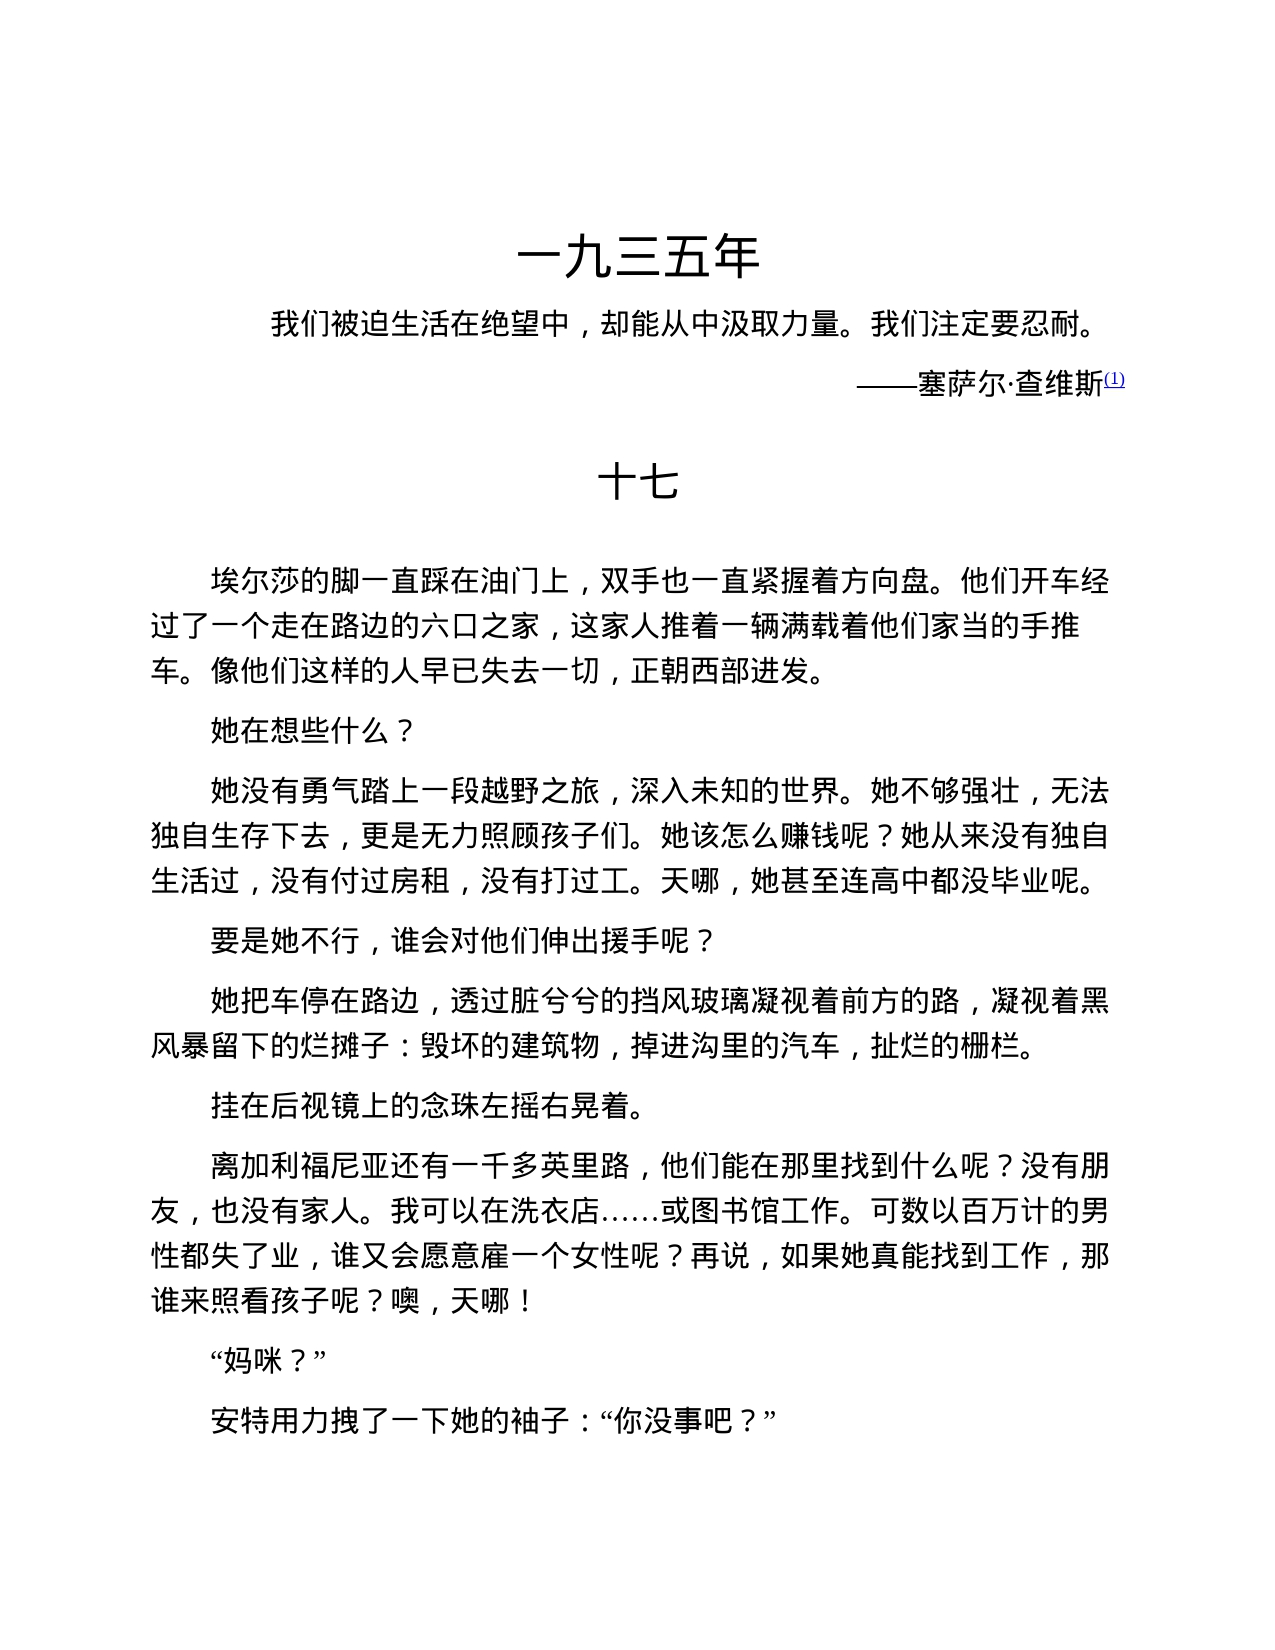 一九三五年
我们被迫生活在绝望中，却能从中汲取力量。我们注定要忍耐。
——塞萨尔·查维斯(1)
十七
埃尔莎的脚一直踩在油门上，双手也一直紧握着方向盘。他们开车经
过了一个走在路边的六口之家，这家人推着一辆满载着他们家当的手推
车。像他们这样的人早已失去一切，正朝西部进发。
她在想些什么？
她没有勇气踏上一段越野之旅，深入未知的世界。她不够强壮，无法
独自生存下去，更是无力照顾孩子们。她该怎么赚钱呢？她从来没有独自
生活过，没有付过房租，没有打过工。天哪，她甚至连高中都没毕业呢。
要是她不行，谁会对他们伸出援手呢？
她把车停在路边，透过脏兮兮的挡风玻璃凝视着前方的路，凝视着黑
风暴留下的烂摊子：毁坏的建筑物，掉进沟里的汽车，扯烂的栅栏。
挂在后视镜上的念珠左摇右晃着。
离加利福尼亚还有一千多英里路，他们能在那里找到什么呢？没有朋
友，也没有家人。我可以在洗衣店……或图书馆工作。可数以百万计的男
性都失了业，谁又会愿意雇一个女性呢？再说，如果她真能找到工作，那
谁来照看孩子呢？噢，天哪！
“妈咪？”
安特用力拽了一下她的袖子：“你没事吧？”